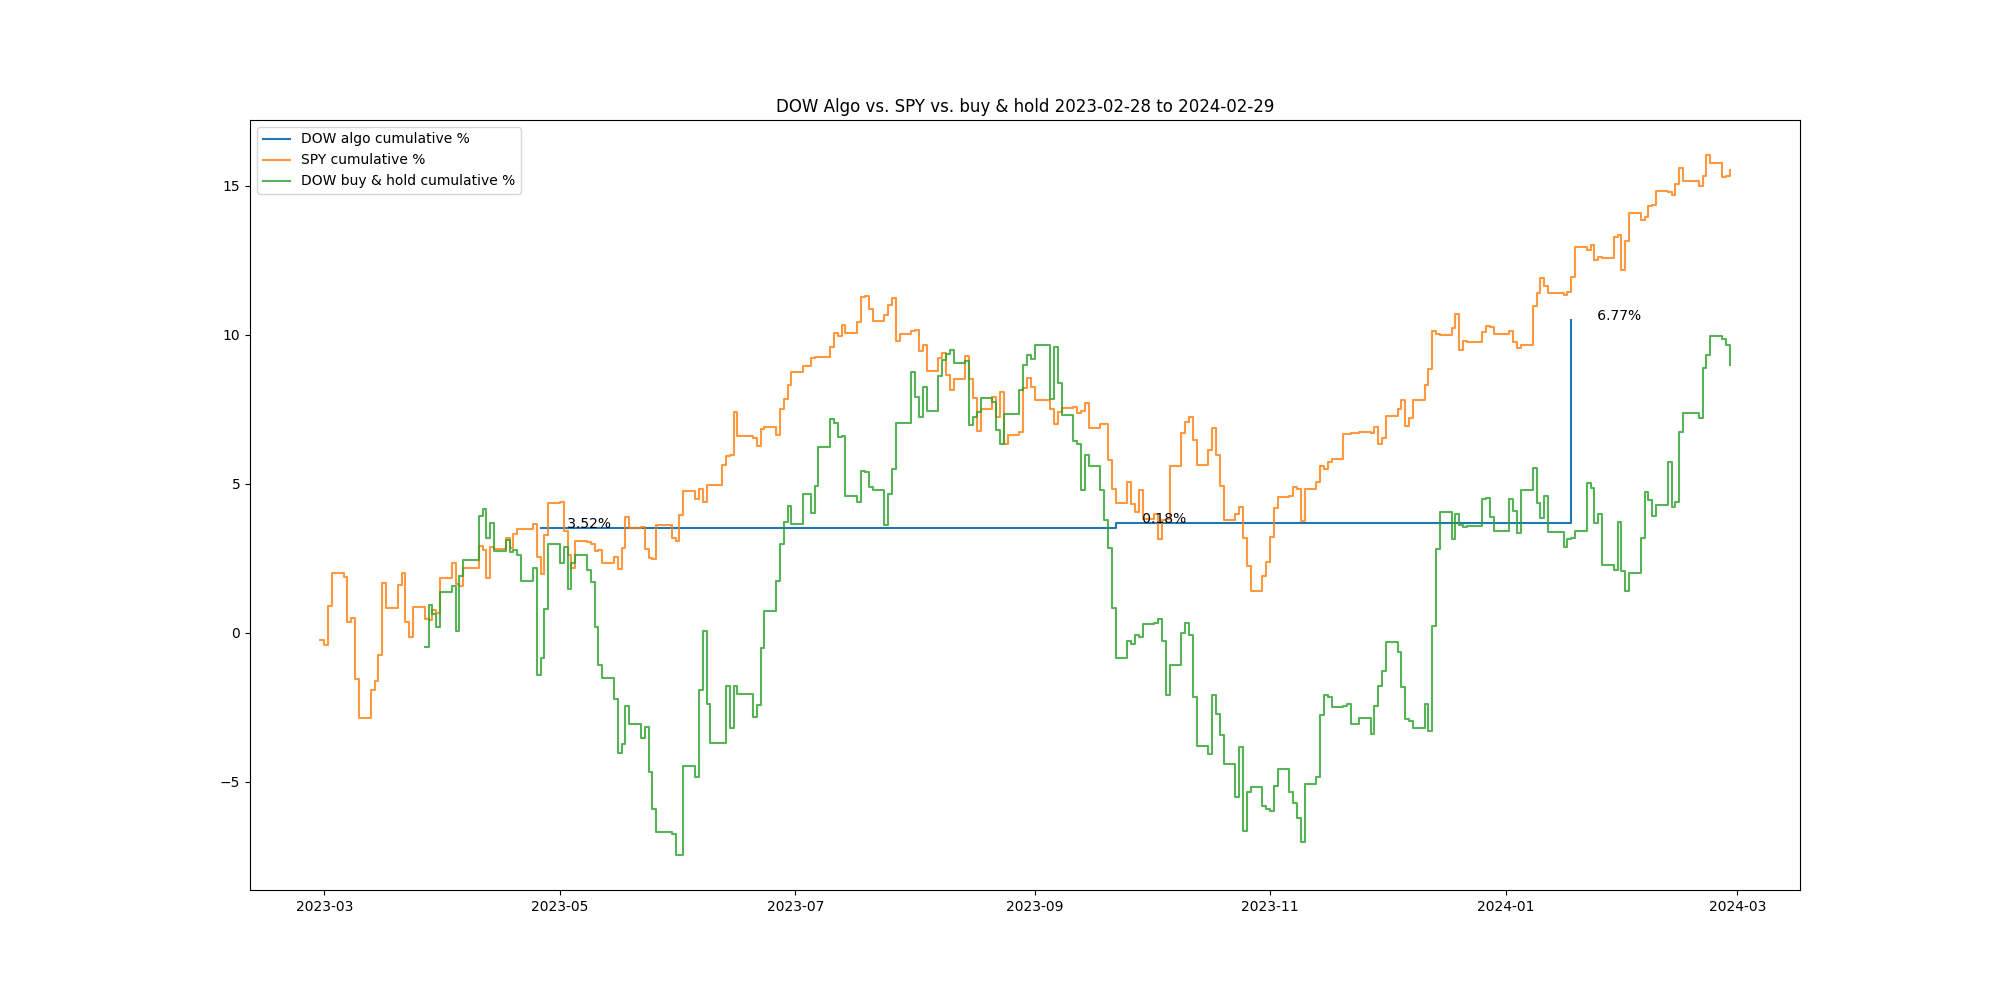 DOW Algo vs. SPY vs. buy & hold 2023-02-28 to 2024-02-29
DOW algo cumulative %
SPY cumulative %
DOW buy & hold cumulative %
15
10
5
0
−5
6.77%
3.52%
0.18%
2023-03 2023-05 2023-07 2023-09 2023-11 2024-01 2024-03